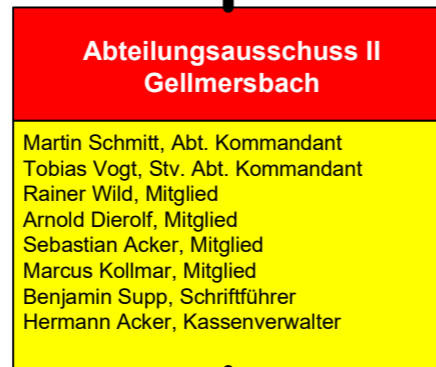 Abteilungsausschuss II
Gellmersbach
Martin Schmitt, Abt. Kommandant
Tobias Vogt, Stv. Abt. Kommandant
Rainer Wild, Mitglied
Arnold Dierolf, Mitglied
Sebastian Acker, Mitglied
Marcus Kollmar, Mitglied
Benjamin Supp, Schriftführer
Hermann Acker, Kassenverwalter